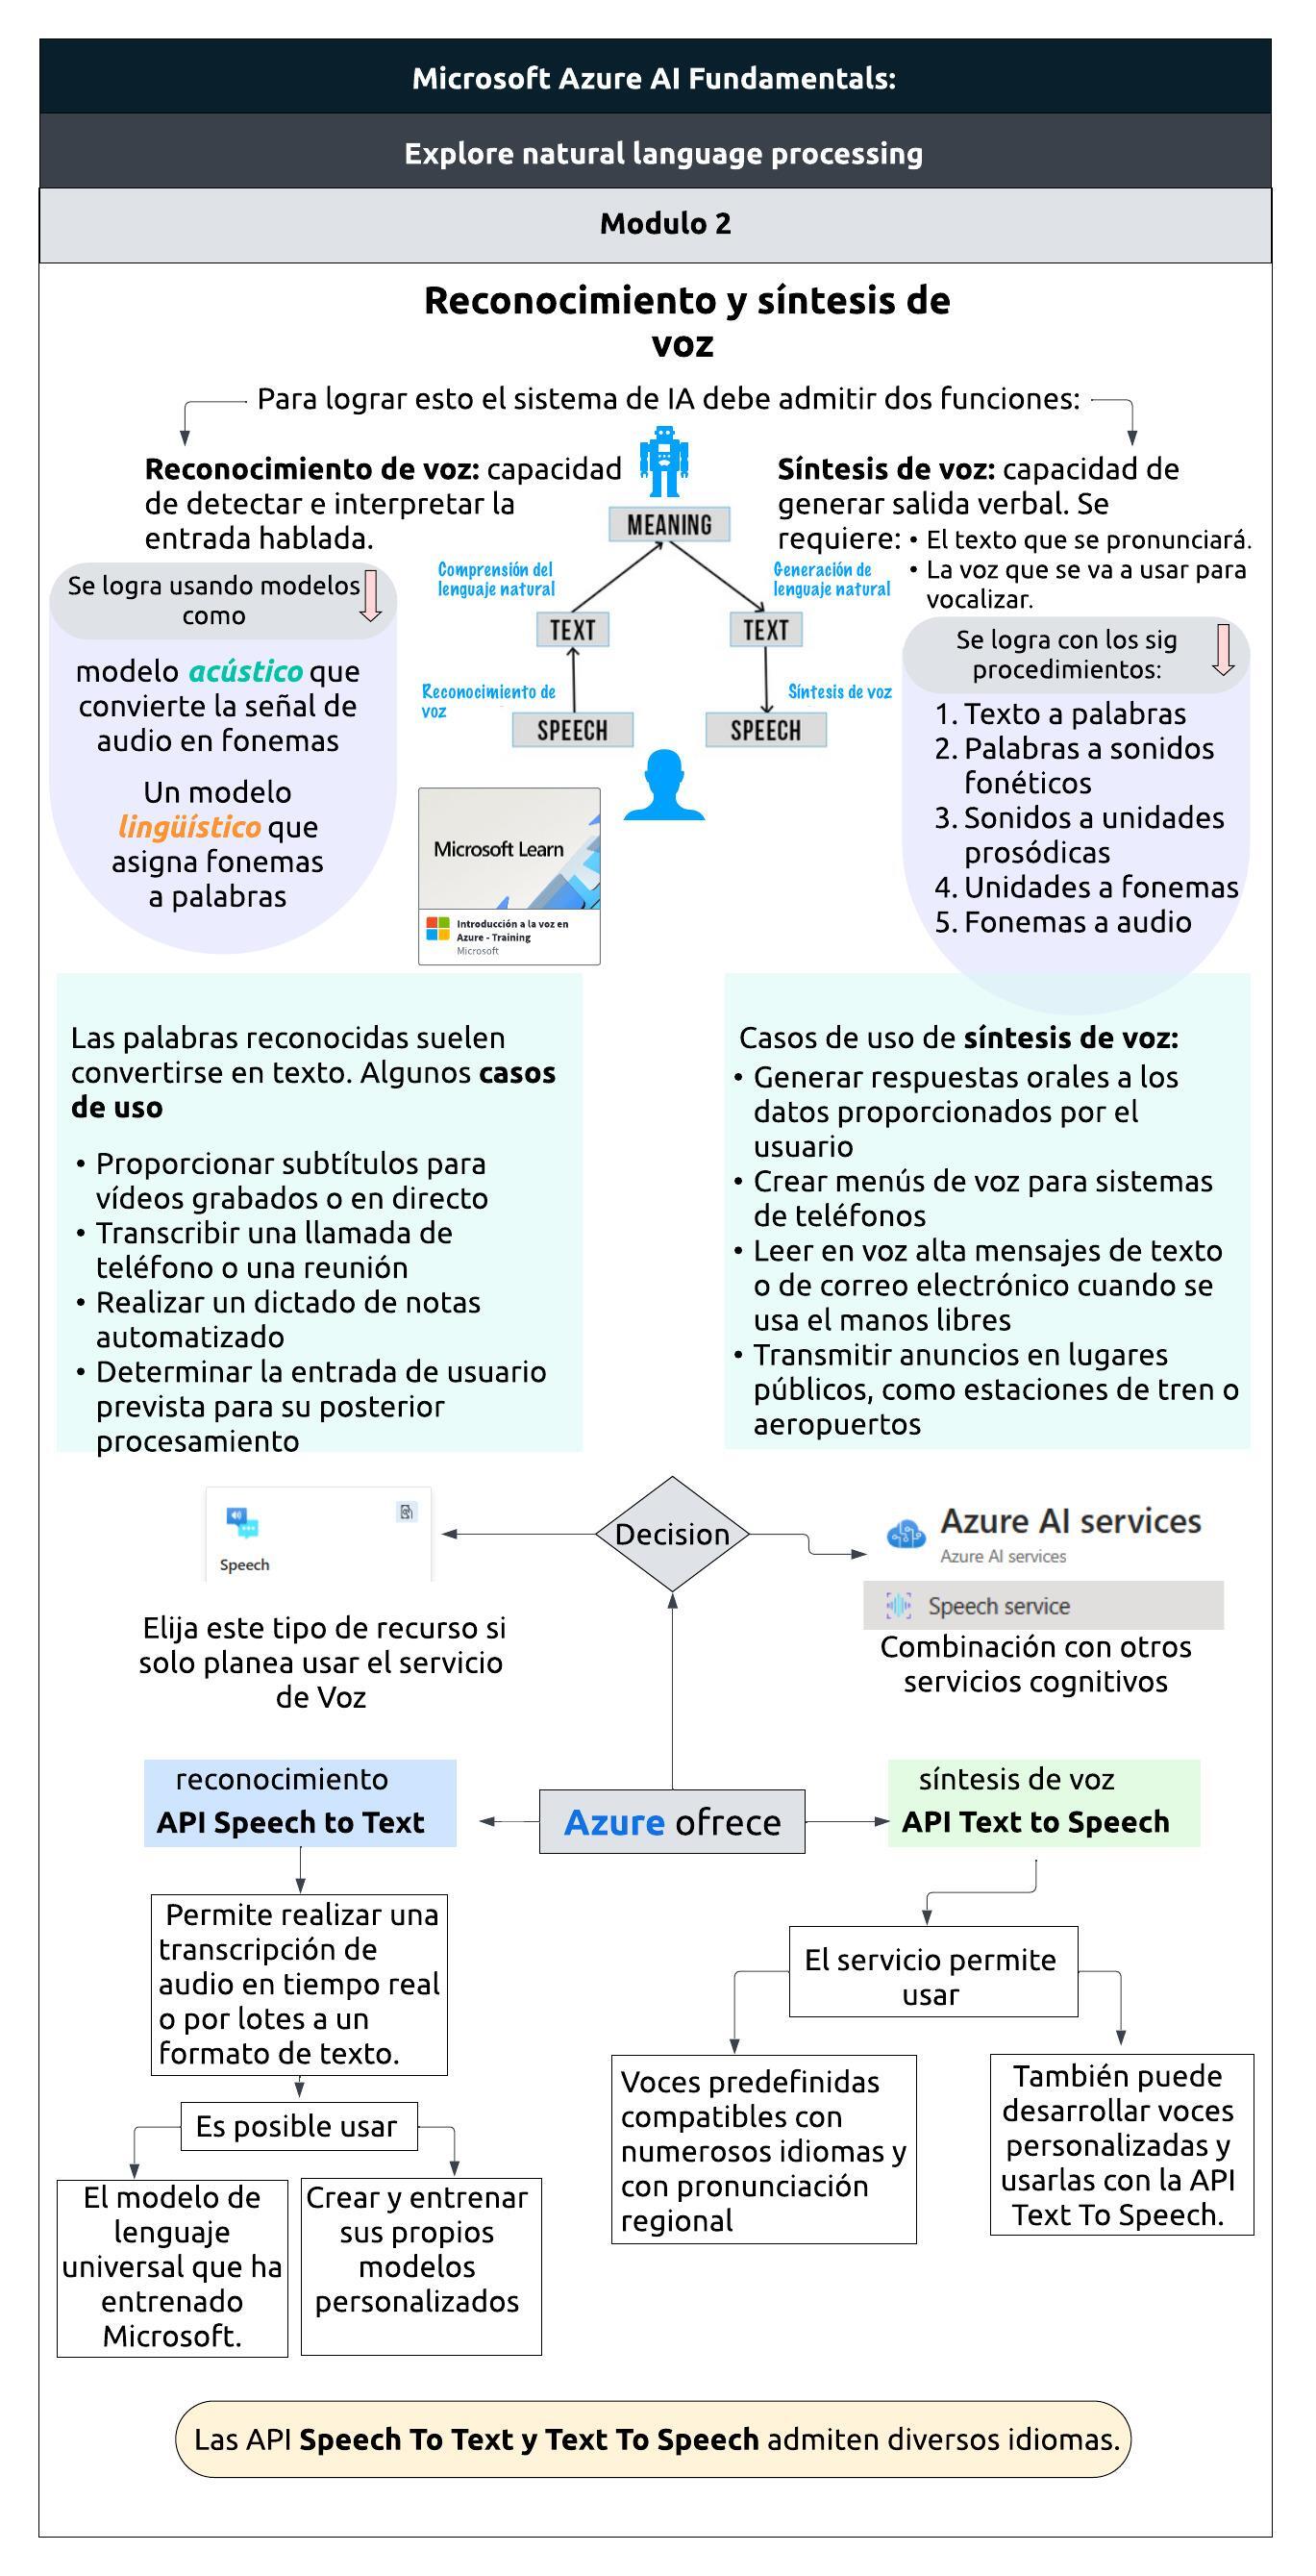 Microsoft Azure AI Fundamentals:
Explore natural language processing
Modulo 2
Reconocimiento y síntesis de
voz
Para lograr esto el sistema de IA debe admitir dos funciones:
Reconocimiento de voz: capacidad
de detectar e interpretar la
entrada hablada.
Se logra usando modelos
como
modelo acústico que
convierte la señal de
audio en fonemas
Un modelo
lingüístico que
asigna fonemas
a palabras
MEANING
Comprensión del
lenguaje natural
Generación de
lenguaje natural
TEXT
TEXT
Reconocimiento de
voz
Síntesis de voz
SPEECH
SPEECH
Microsoft Learn
Introducción a la voz en
Azure - Training
Microsoft
Síntesis de voz: capacidad de
generar salida verbal. Se
requiere:
• El texto que se pronunciará.
• La voz que se va a usar para
vocalizar.
Se logra con los sig
procedimientos:
1. Texto a palabras
2. Palabras a sonidos
fonéticos
3. Sonidos a unidades
prosódicas
4. Unidades a fonemas
5. Fonemas a audio
Las palabras reconocidas suelen
convertirse en texto. Algunos casos
de uso
• Proporcionar subtítulos para
vídeos grabados o en directo
• Transcribir una llamada de
teléfono o una reunión
• Realizar un dictado de notas
automatizado
• Determinar la entrada de usuario
prevista para su posterior
procesamiento
Casos de uso de síntesis de voz:
• Generar respuestas orales a los
datos proporcionados por el
usuario
• Crear menús de voz para sistemas
de teléfonos
• Leer en voz alta mensajes de texto
o de correo electrónico cuando se
usa el manos libres
• Transmitir anuncios en lugares
públicos, como estaciones de tren o
aeropuertos
Speech
Elija este tipo de recurso si
solo planea usar el servicio
de Voz
Decision
Azure AI services
Azure AI services
Speech service
Combinación con otros
servicios cognitivos
reconocimiento
API Speech to Text
Azure ofrece
síntesis de voz
API Text to Speech
Permite realizar una
transcripción de
audio en tiempo real
o por lotes a un
formato de texto.
Es posible usar
El modelo de
lenguaje
universal que ha
entrenado
Microsoft.
Crear y entrenar
sus propios
modelos
personalizados
El servicio permite
usar
Voces predefinidas
compatibles con
numerosos idiomas y
con pronunciación
regional
También puede
desarrollar voces
personalizadas y
usarlas con la API
Text To Speech.
Las API Speech To Text y Text To Speech admiten diversos idiomas.